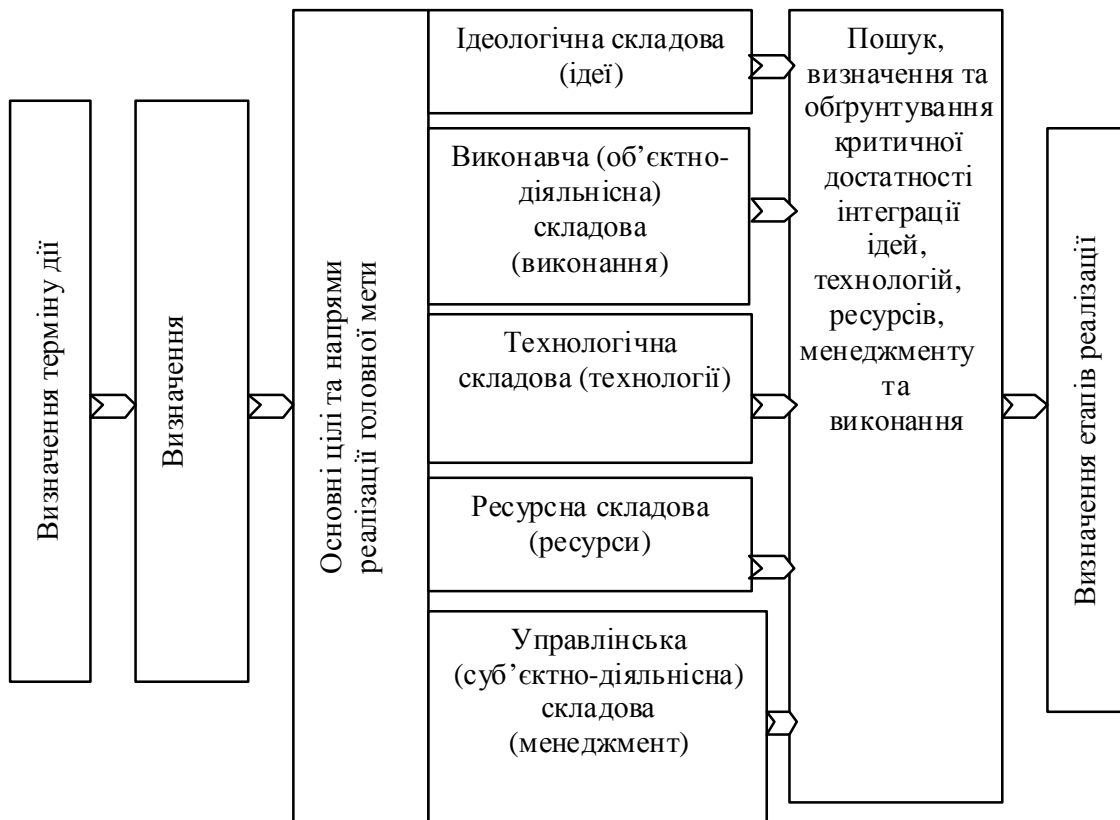 Визначення терміну дії
Визначення
Основні цілі та напрями
реалізації головної мети
Ідеологічна складова
(ідеї)
Виконавча (об’єктно-
діяльнісна)
складова
(виконання)
Технологічна
складова (технології)
Ресурсна складова
(ресурси)
Управлінська
(суб’єктно-діяльнісна)
складова
(менеджмент)
Пошук,
визначення та
обґрунтування
критичної
достатності
інтеграції
ідей,
технологій,
ресурсів,
менеджменту
та
виконання
Визначення етапів реалізації